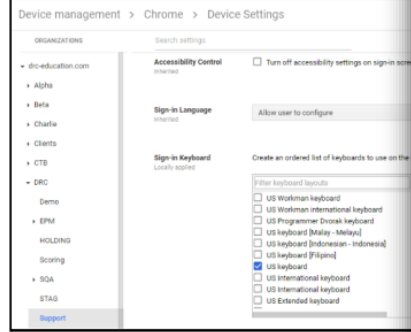 Device management > Chrome > Device Settings
ORGANIZATIONS
Search settings
drc-education.com
Alpha
Beta
Charlie
Clients
CTB
DRC
Demo
EPM
HOLDING
Scoring
SQA
STAG
Support
Accessibility Control
Inherited
Turn off accessibility settings on sign-in scre
Sign-in Language
Inherited
Allow user to configure
Sign-in Keyboard
Locally applied
Create an ordered list of keyboards to use on the
Filter keyboard layouts
US Workman keyboard
US Workman international keyboard
US Programmer Dvorak keyboard
US keyboard [Malay - Melayu]
US keyboard [Indonesian - Indonesia]
US keyboard [Filipino]
US keyboard
US International keyboard
US International keyboard
US Extended keyboard